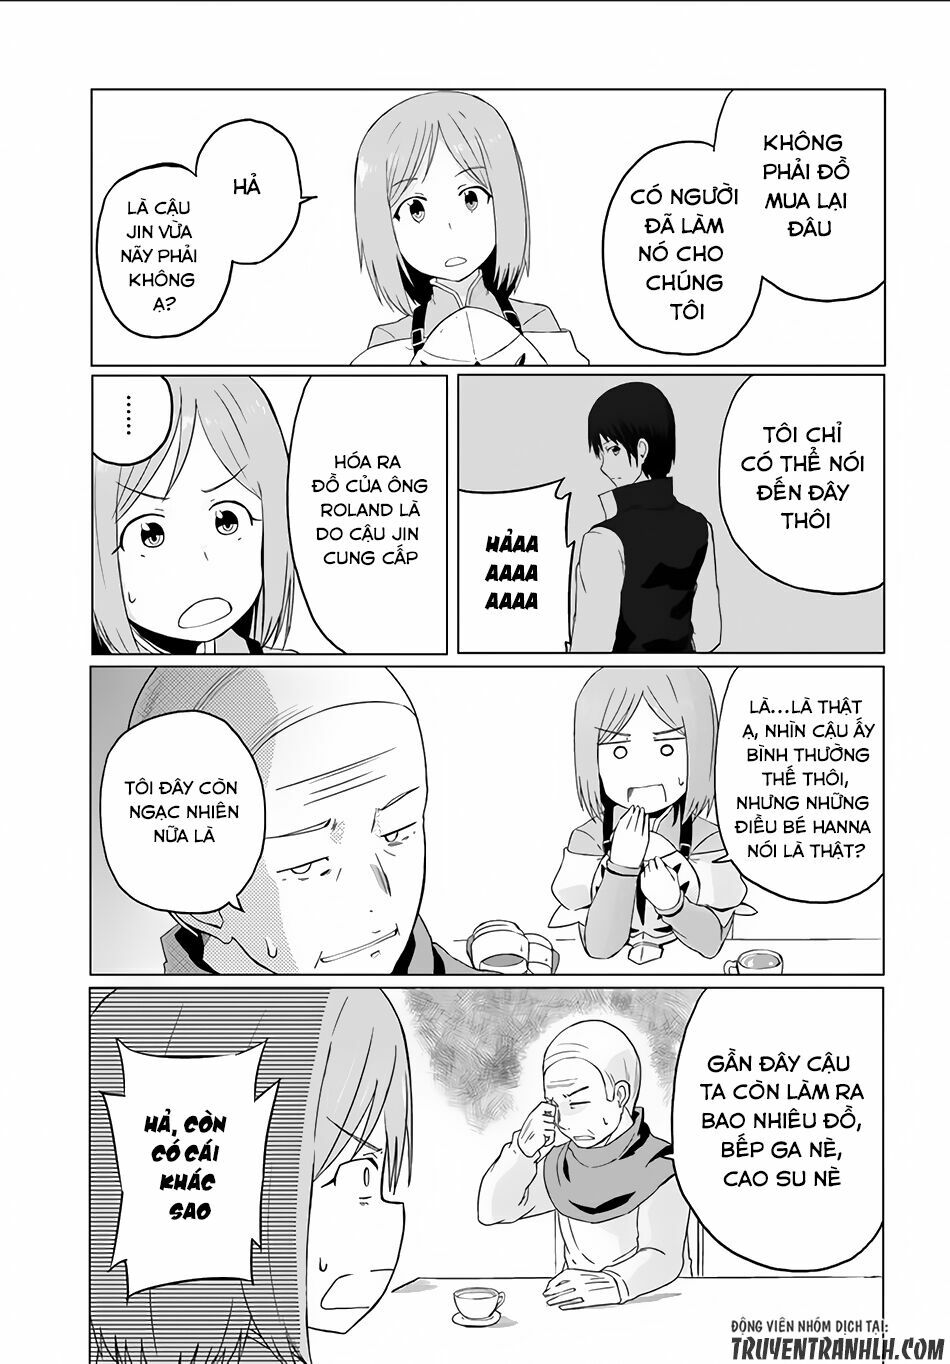 KHÔNG
PHẢI ĐỒ
MUA LẠI
ĐÂU
CÓ NGƯỜI
ĐÃ LÀM
NÓ CHO
CHÚNG
TÔI
HẢ
LÀ CẬU
JIN VỪA
NÃY PHẢI
KHÔNG
Ạ?
TÔI CHỈ
CÓ THỂ NÓI
ĐẾN ĐÂY
THÔI
HẢAA
AAAA
AAAA
HÓA RA
ĐỒ CỦA ÔNG
ROLAND LÀ
DO CẬU JIN
CUNG CẤP
......
LÀ...LÀ THẬT
Ạ, NHÌN CẬU ẤY
BÌNH THƯỜNG
THẾ THÔI,
NHƯNG NHỮNG
ĐIỀU BÉ HANNA
NÓI LÀ THẬT?
TÔI ĐÂY CÒN
NGẠC NHIÊN
NỮA LÀ
GẦN ĐÂY CẬU
TA CÒN LÀM RA
BAO NHIÊU ĐỒ,
BẾP GA NÈ,
CAO SU NÈ
HẢ, CÒN
CÓ CÁI
KHÁC
SAO
ĐỘNG VIÊN NHÓM DỊCH TẠI:
TRUYENTRANHLH.COM